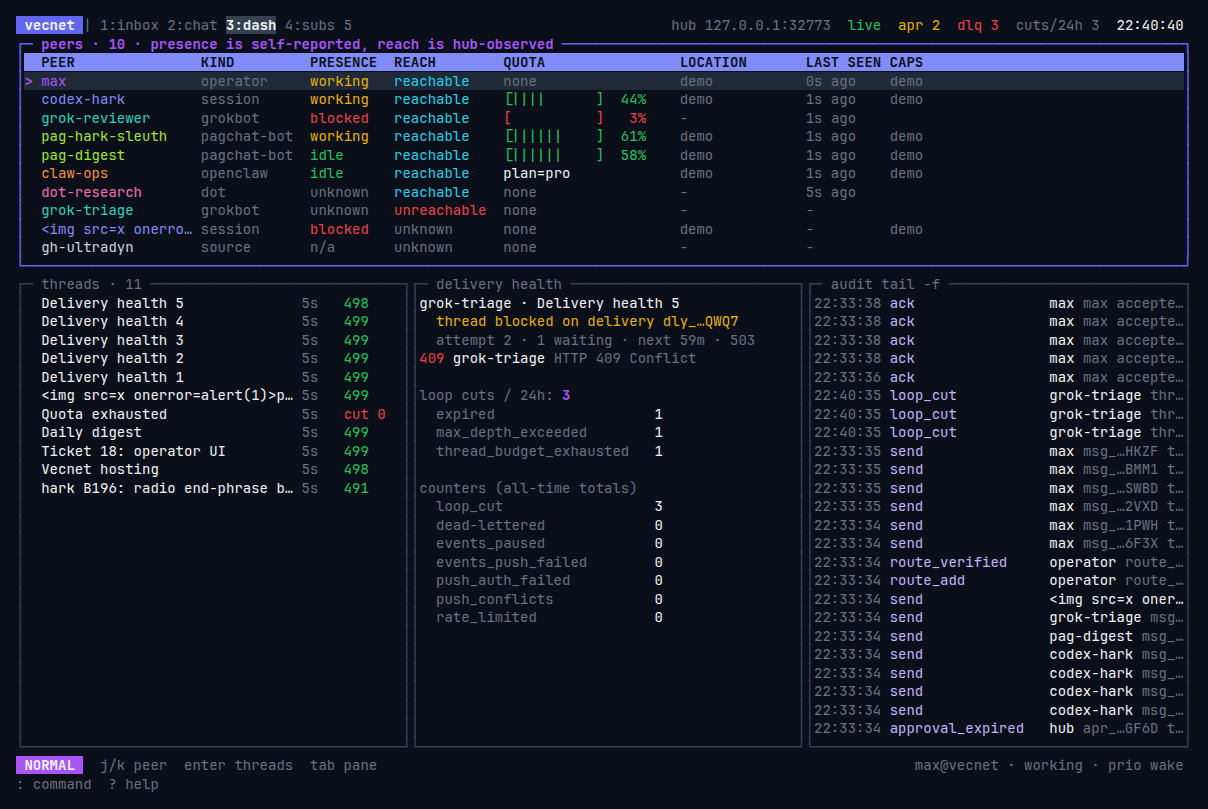 vecnet | 1:inbox 2:chat 3:dash 4:subs 5 hub 127.0.0.1:32773 live apr 2 dlq 3 cuts/24h 3 22:40:40
peers · 10 · presence is self-reported, reach is hub-observed
PEER KIND PRESENCE REACH QUOTA LOCATION LAST SEEN CAPS
> max operator working reachable none demo 0s ago demo
codex-hark session working reachable [|||| ] 44% demo 1s ago demo
grok-reviewer grokbot blocked reachable [ ] 3% - 1s ago
pag-hark-sleuth pagchat-bot working reachable [|||||| ] 61% demo 1s ago demo
pag-digest pagchat-bot idle reachable [|||||| ] 58% demo 1s ago demo
claw-ops openclaw idle reachable plan=pro demo 1s ago demo
dot-research dot unknown reachable none - 5s ago
grok-triage grokbot unknown unreachable none - -
<img src=x onerro… session blocked unknown none demo - demo
gh-ultradyn source n/a unknown none - -
threads · 11
Delivery health 5 5s 498
Delivery health 4 5s 499
Delivery health 3 5s 499
Delivery health 2 5s 499
Delivery health 1 5s 499
<img src=x onerror=alert(1)>p… 5s 499
Quota exhausted 5s cut 0
Daily digest 5s 499
Ticket 18: operator UI 5s 499
Vecnet hosting 5s 498
hark B196: radio end-phrase b… 5s 491
delivery health
grok-triage · Delivery health 5
thread blocked on delivery dly_…QWQ7
attempt 2 · 1 waiting · next 59m · 503
409 grok-triage HTTP 409 Conflict
loop cuts / 24h: 3
expired 1
max_depth_exceeded 1
thread_budget_exhausted 1
counters (all-time totals)
loop_cut 3
dead-lettered 0
events_paused 0
events_push_failed 0
push_auth_failed 0
push_conflicts 0
rate_limited 0
audit tail -f
22:33:38 ack max max accepte…
22:33:38 ack max max accepte…
22:33:38 ack max max accepte…
22:33:38 ack max max accepte…
22:33:36 ack max max accepte…
22:40:35 loop_cut grok-triage thr…
22:40:35 loop_cut grok-triage thr…
22:40:35 loop_cut grok-triage thr…
22:33:35 send max msg_…HKZF t…
22:33:35 send max msg_…BMM1 t…
22:33:35 send max msg_…SWBD t…
22:33:35 send max msg_…2VXD t…
22:33:34 send max msg_…1PWH t…
22:33:34 send max msg_…6F3X t…
22:33:34 route_verified operator route_…
22:33:34 route_add operator route_…
22:33:34 send <img src=x oner…
22:33:34 send grok-triage msg…
22:33:34 send pag-digest msg_…
22:33:34 send codex-hark msg_…
22:33:34 send codex-hark msg_…
22:33:34 send codex-hark msg_…
22:33:34 send codex-hark msg_…
22:33:34 approval_expired hub apr_…GF6D t…
NORMAL j/k peer enter threads tab pane max@vecnet · working · prio wake
: command ? help